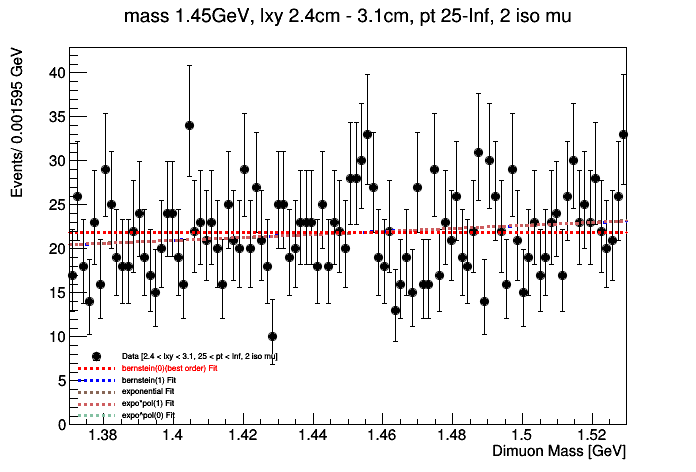 mass 1.45GeV, lxy 2.4cm - 3.1cm, pt 25-Inf, 2 iso mu
Events/ 0.001595 GeV
40
35
30
25
20
15
10
5
0
Data [2.4 < lxy < 3.1, 25 < pt < Inf, 2 iso mu]
bernstein(0)(best order) Fit
bernstein(1) Fit
exponential Fit
expo*pol(1) Fit
expo*pol(0) Fit
1.38 1.4 1.42 1.44 1.46 1.48 1.5 1.52
Dimuon Mass [GeV]